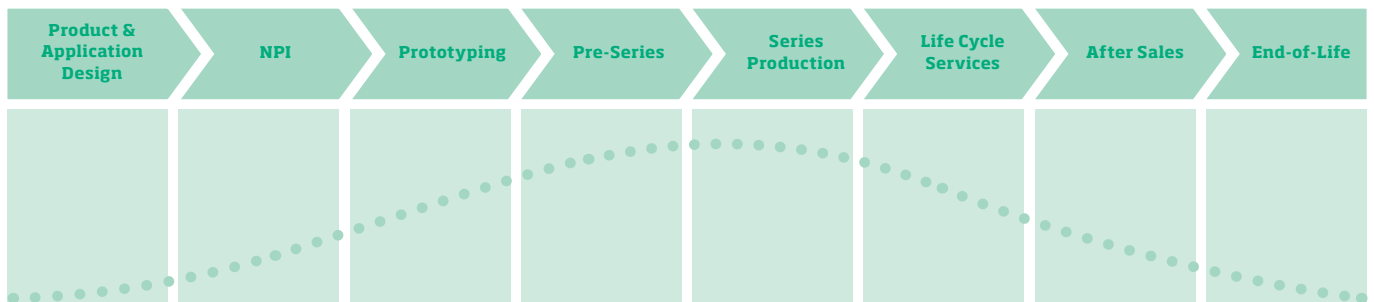 Product &
Application
Design
NPI
Prototyping
Pre-Series
Series
Production
Life Cycle
Services
After Sales
End-of-Life